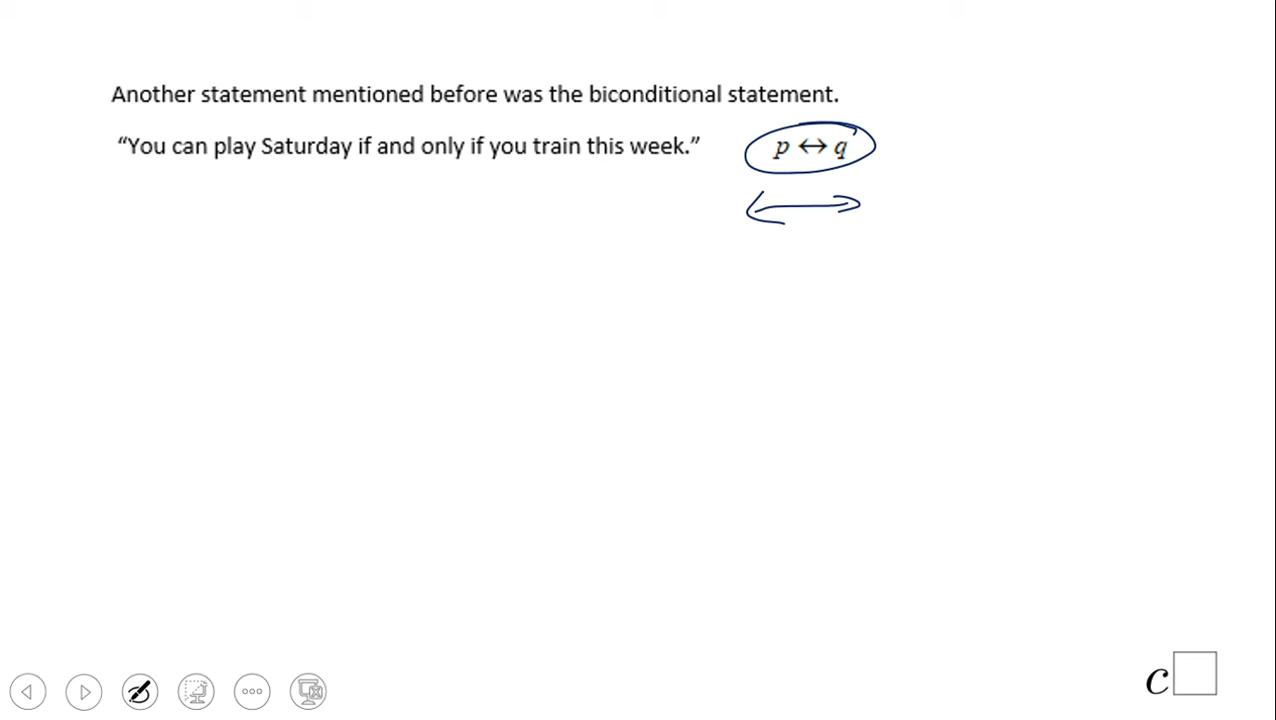 Another statement mentioned before was the biconditional statement.
“You can play Saturday if and only if you train this week.” p ↔ q
c